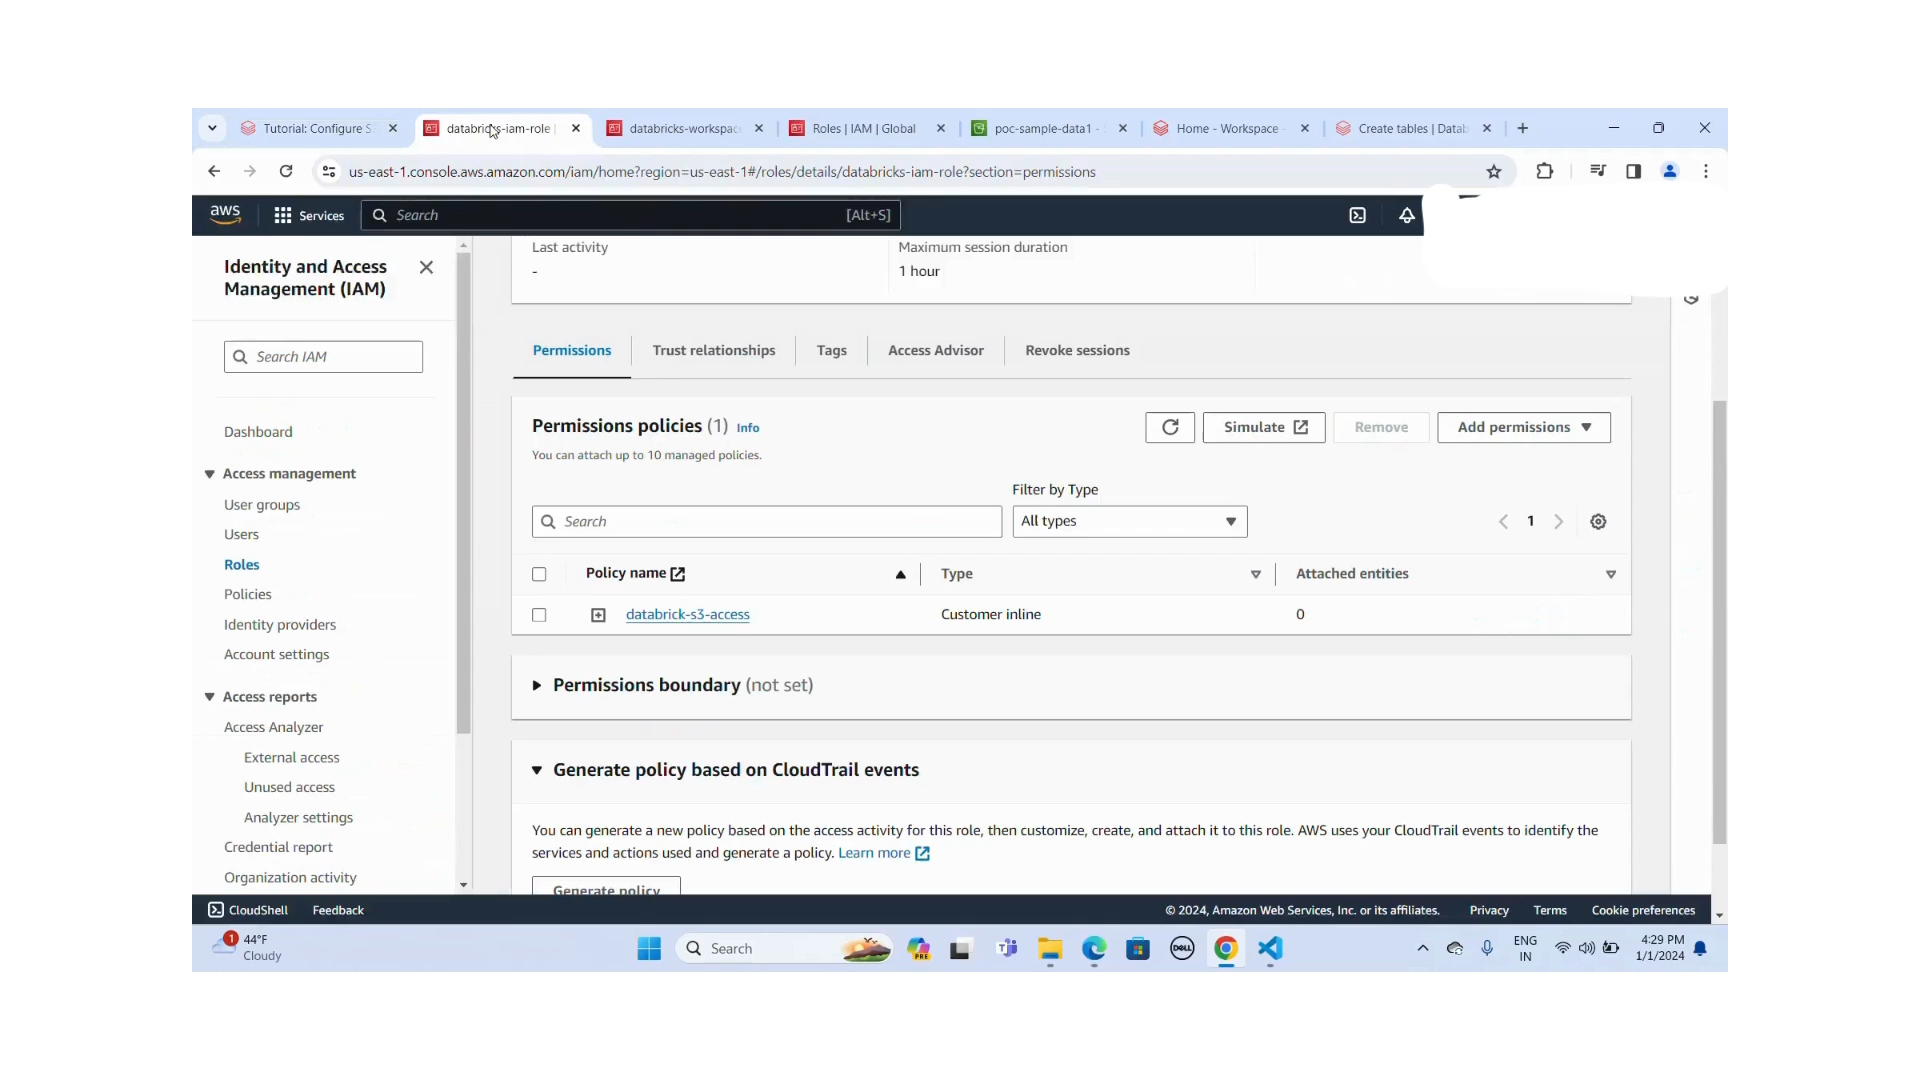 Tutorial: Configure S
databricks-iam-role
databricks-workspac
Roles | IAM | Global
poc-sample-data1 -
Home - Workspace
Create tables | Datab
us-east-1.console.aws.amazon.com/iam/home?region=us-east-1#/roles/details/databricks-iam-role?section=permissions
aws
Services
Search
[Alt+S]
Identity and Access
Management (IAM)
Search IAM
Dashboard
Access management
User groups
Users
Roles
Policies
Identity providers
Account settings
Access reports
Access Analyzer
External access
Unused access
Analyzer settings
Credential report
Organization activity
Last activity
-
Maximum session duration
1 hour
Permissions
Trust relationships
Tags
Access Advisor
Revoke sessions
Permissions policies (1) Info
You can attach up to 10 managed policies.
Simulate
Remove
Add permissions
Filter by Type
Search
All types
1
Policy name
Type
Attached entities
databrick-s3-access
Customer inline
0
Permissions boundary (not set)
Generate policy based on CloudTrail events
You can generate a new policy based on the access activity for this role, then customize, create, and attach it to this role. AWS uses your CloudTrail events to identify the
services and actions used and generate a policy. Learn more
Generate policy
CloudShell
Feedback
© 2024, Amazon Web Services, Inc. or its affiliates.
Privacy
Terms
Cookie preferences
1
44°F
Cloudy
Search
PRE
DELL
ENG
IN
4:29 PM
1/1/2024